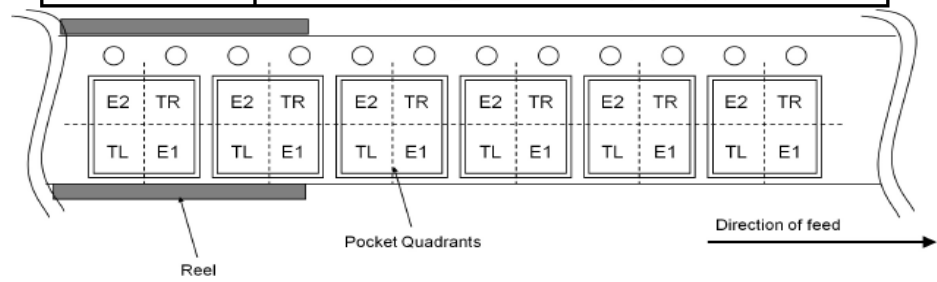 E2 TR E2 TR E2 TR E2 TR E2 TR E2 TR
TL E1 TL E1 TL E1 TL E1 TL E1 TL E1
Direction of feed
Pocket Quadrants
Reel